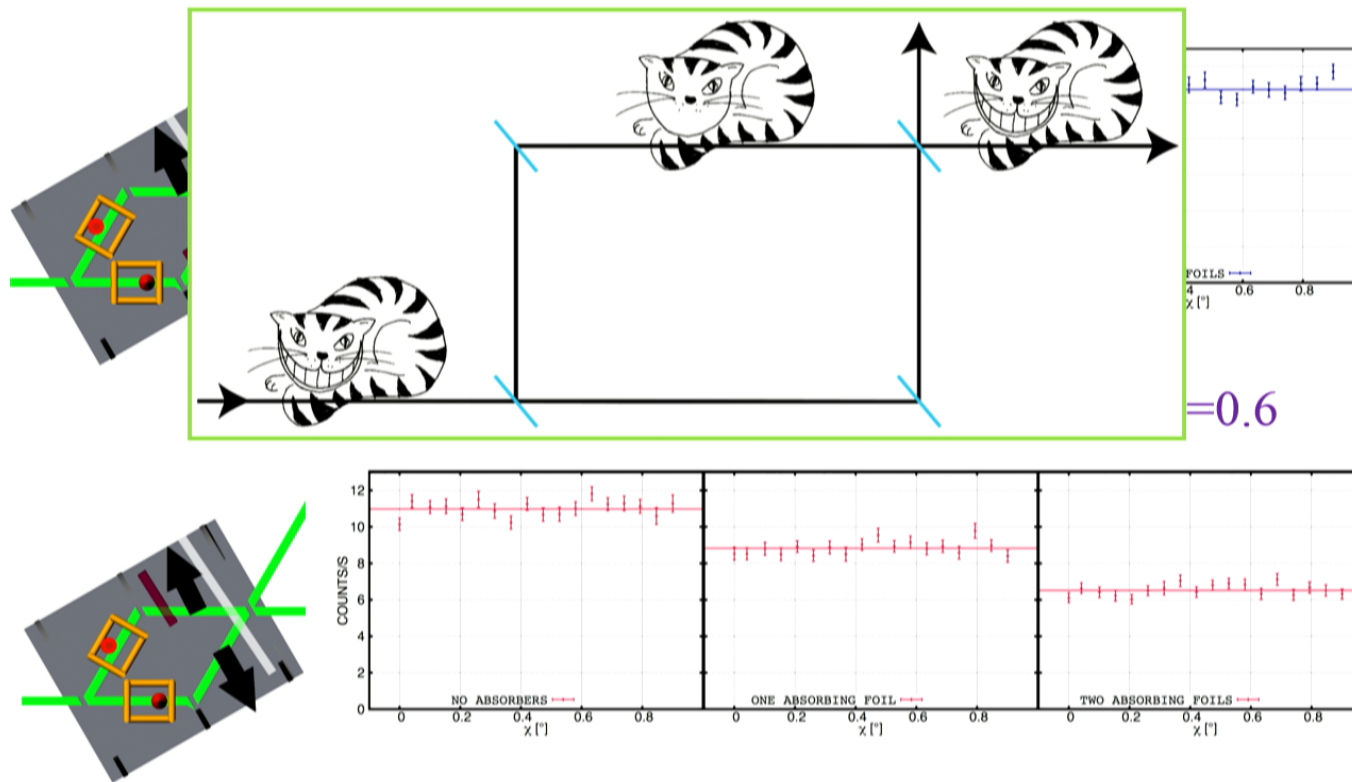 FOILS
4 0.6 0.8
χ [°]
=0.6
COUNTS/S
12
10
8
6
4
2
0
NO ABSORBERS
ONE ABSORBING FOIL
TWO ABSORBING FOILS
0 0.2 0.4 0.6 0.8 0 0.2 0.4 0.6 0.8 0 0.2 0.4 0.6 0.8
χ [°] χ [°] χ [°]